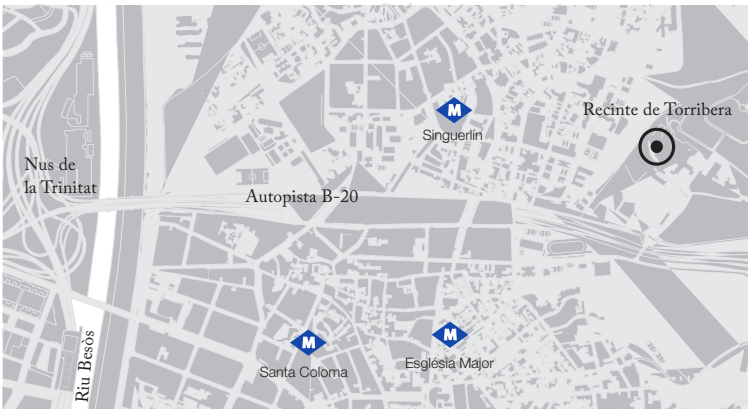 M
Singuerlín
Recinte de Torribera
Nus de
la Trinitat
Autopista B-20
Riu Besòs
M
Santa Coloma
M
Església Major